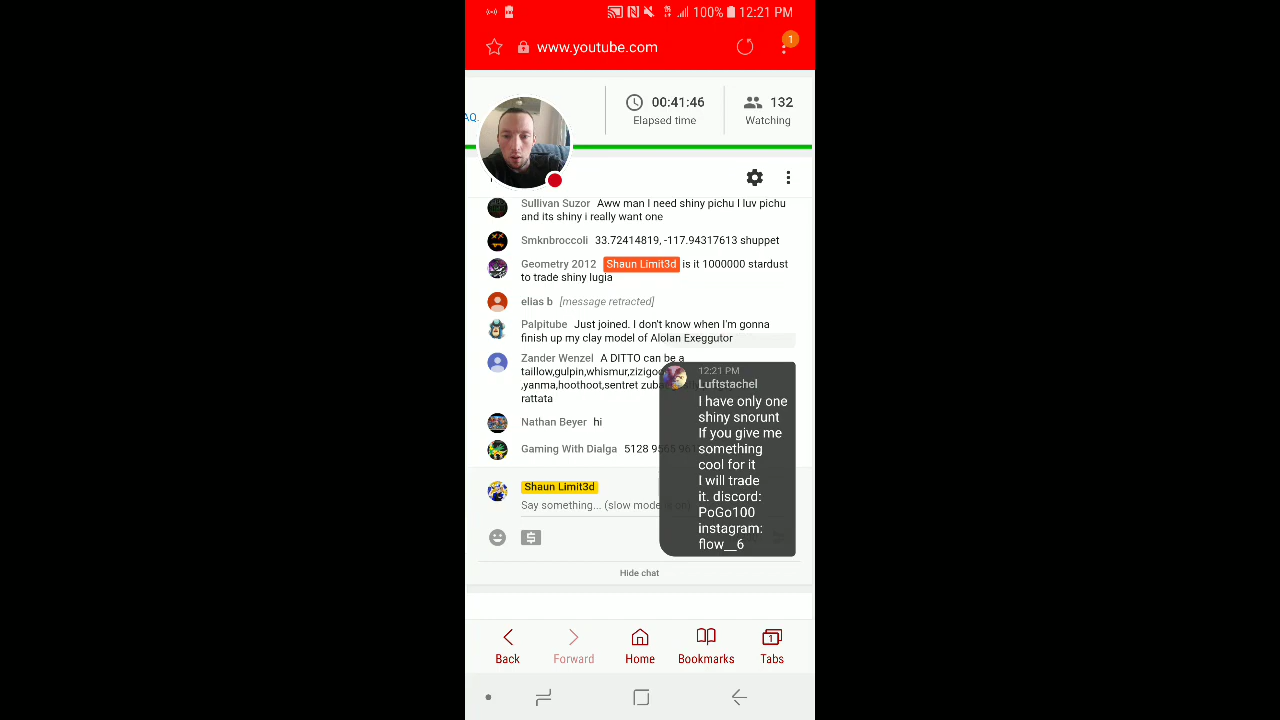 100% 12:21 PM
www.youtube.com
1
AQ.
00:41:46
Elapsed time
132
Watching
Sullivan Suzor Aww man I need shiny pichu I luv pichu
and its shiny i really want one
Smknbroccoli 33.72414819, -117.94317613 shuppet
Geometry 2012 Shaun Limit3d is it 1000000 stardust
to trade shiny lugia
elias b [message retracted]
Palpitube Just joined. I don't know when I'm gonna
finish up my clay model of Alolan Exeggutor
Zander Wenzel A DITTO can be a
taillow,gulpin,whismur,zizigo
,yanma,hoothoot,sentret zuba
rattata
Nathan Beyer hi
Gaming With Dialga 5128
Shaun Limit3d
Say something... (slow mode is on)
12:21 PM
Luftstachel
I have only one
shiny snorunt
If you give me
something
cool for it
I will trade
it. discord:
PoGo100
instagram:
flow__6
Hide chat
Back
Forward
Home
Bookmarks
1
Tabs